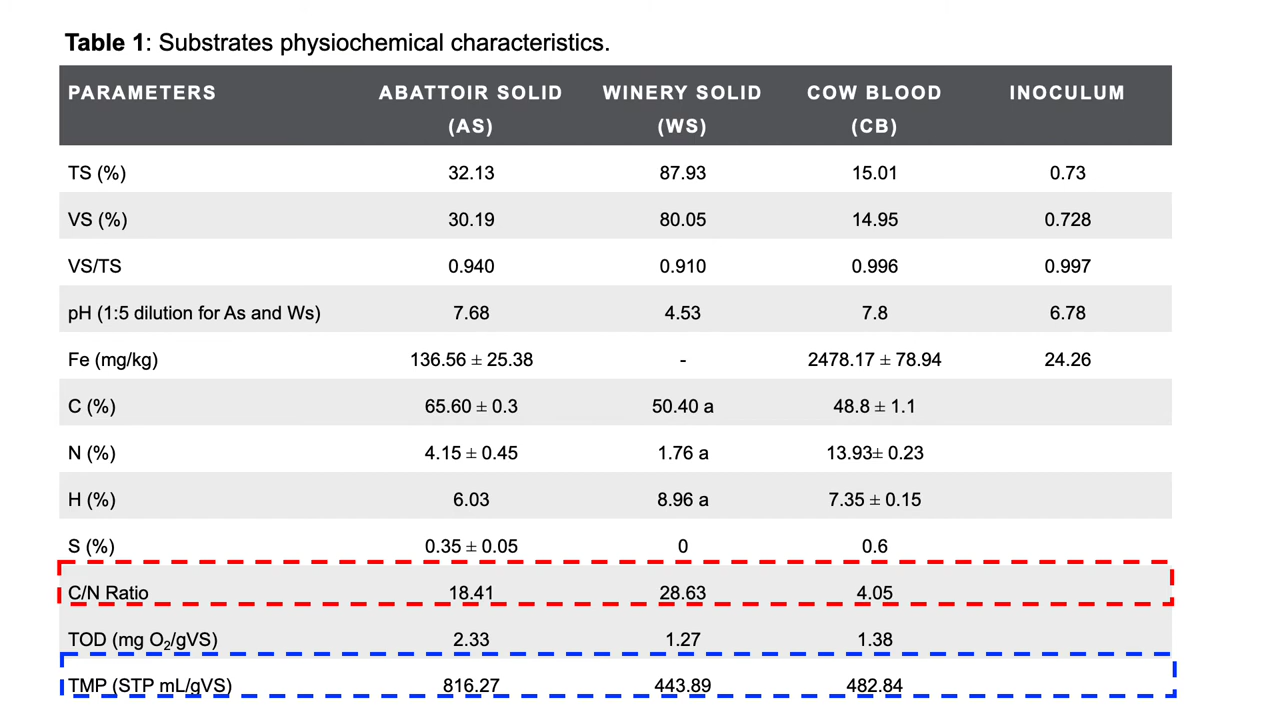 Table 1: Substrates physiochemical characteristics.
PARAMETERS ABATTOIR SOLID (AS) WINERY SOLID (WS) COW BLOOD (CB) INOCULUM
TS (%) 32.13 87.93 15.01 0.73
VS (%) 30.19 80.05 14.95 0.728
VS/TS 0.940 0.910 0.996 0.997
pH (1:5 dilution for As and Ws) 7.68 4.53 7.8 6.78
Fe (mg/kg) 136.56 ± 25.38 - 2478.17 ± 78.94 24.26
C (%) 65.60 ± 0.3 50.40 a 48.8 ± 1.1
N (%) 4.15 ± 0.45 1.76 a 13.93± 0.23
H (%) 6.03 8.96 a 7.35 ± 0.15
S (%) 0.35 ± 0.05 0 0.6
C/N Ratio 18.41 28.63 4.05
TOD (mg O₂/gVS) 2.33 1.27 1.38
TMP (STP mL/gVS) 816.27 443.89 482.84